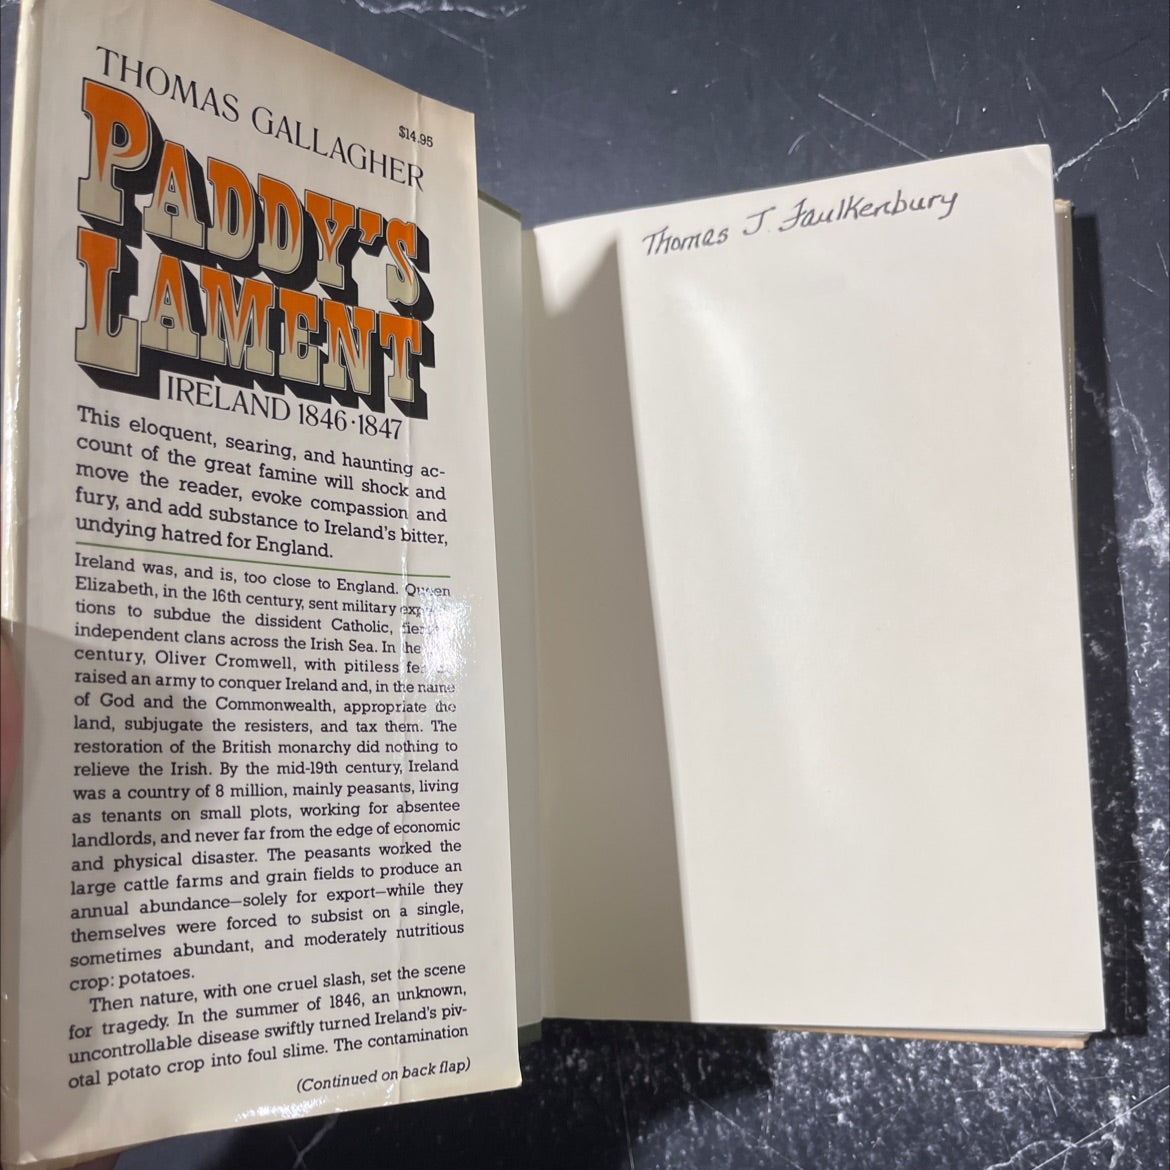 THOMAS GALLAGHER
$14.95
PADDY'S
LAMENT
IRELAND 1846·1847
This eloquent, searing, and haunting ac-
count of the great famine will shock and
move the reader, evoke compassion and
fury, and add substance to Ireland's bitter,
undying hatred for England.
Ireland was, and is, too close to England. Queen
Elizabeth, in the 16th century, sent military
tions to subdue the dissident Catholic,
independent clans across the Irish Sea. In
century, Oliver Cromwell, with pitiless
raised an army to conquer Ireland and, in the name
of God and the Commonwealth, appropriate the
land, subjugate the resisters, and tax them. The
restoration of the British monarchy did nothing to
relieve the Irish. By the mid-19th century, Ireland
was a country of 8 million, mainly peasants, living
as tenants on small plots, working for absentee
landlords, and never far from the edge of economic
and physical disaster. The peasants worked the
large cattle farms and grain fields to produce an
annual abundance—solely for export—while they
themselves were forced to subsist on a single,
sometimes abundant, and moderately nutritious
crop: potatoes.
Then nature, with one cruel slash, set the scene
for tragedy. In the summer of 1846, an unknown,
uncontrollable disease swiftly turned Ireland's piv-
otal potato crop into foul slime. The contamination
(Continued on back flap)
Thomas J. Faulkenbury